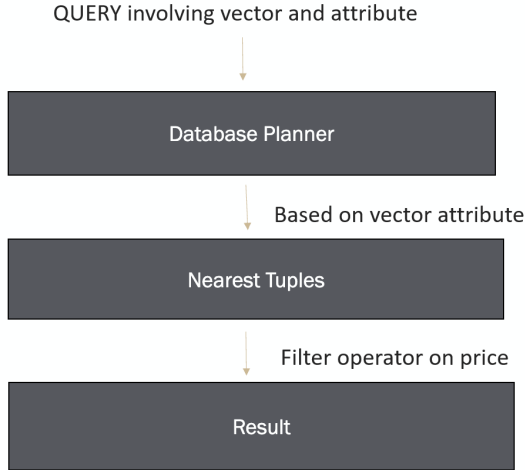 QUERY involving vector and attribute
Database Planner
Based on vector attribute
Nearest Tuples
Filter operator on price
Result